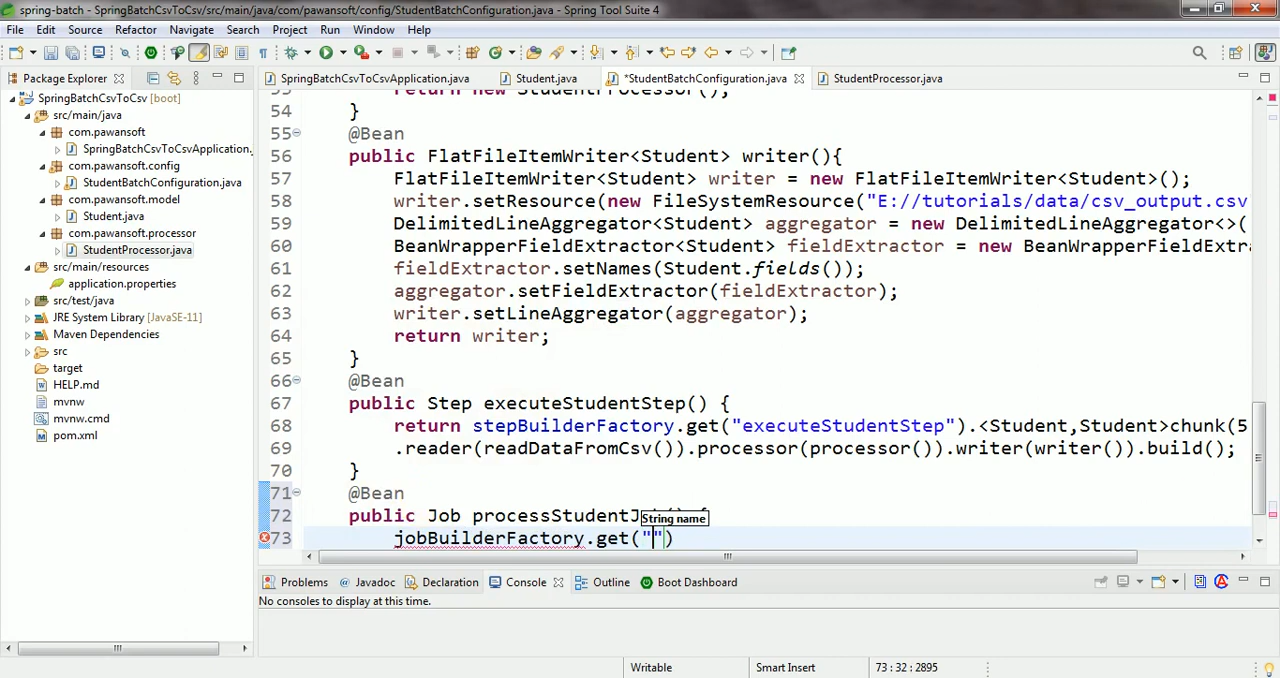 spring-batch - SpringBatchCsvToCsv/src/main/java/com/pawansoft/config/StudentBatchConfiguration.java - Spring Tool Suite 4
File Edit Source Refactor Navigate Search Project Run Window Help
Package Explorer
SpringBatchCsvToCsvApplication.java Student.java *StudentBatchConfiguration.java StudentProcessor.java
SpringBatchCsvToCsv [boot]
src/main/java
com.pawansoft
SpringBatchCsvToCsvApplication.
com.pawansoft.config
StudentBatchConfiguration.java
com.pawansoft.model
Student.java
com.pawansoft.processor
StudentProcessor.java
src/main/resources
application.properties
src/test/java
JRE System Library [JavaSE-11]
Maven Dependencies
src
target
HELP.md
mvnw
mvnw.cmd
pom.xml
53 return new StudentProcessor();
54 }
55 @Bean
56 public FlatFileItemWriter<Student> writer(){
57 FlatFileItemWriter<Student> writer = new FlatFileItemWriter<Student>();
58 writer.setResource(new FileSystemResource("E://tutorials/data/csv_output.csv
59 DelimitedLineAggregator<Student> aggregator = new DelimitedLineAggregator<>(
60 BeanWrapperFieldExtractor<Student> fieldExtractor = new BeanWrapperFieldExtra
61 fieldExtractor.setNames(Student.fields());
62 aggregator.setFieldExtractor(fieldExtractor);
63 writer.setLineAggregator(aggregator);
64 return writer;
65 }
66 @Bean
67 public Step executeStudentStep() {
68 return stepBuilderFactory.get("executeStudentStep").<Student,Student>chunk(5
69 .reader(readDataFromCsv()).processor(processor()).writer(writer()).build();
70 }
71 @Bean
72 public Job processStudentJ
String name
73 jobBuilderFactory.get("")
Problems Javadoc Declaration Console Outline Boot Dashboard
No consoles to display at this time.
Writable Smart Insert 73 : 32 : 2895